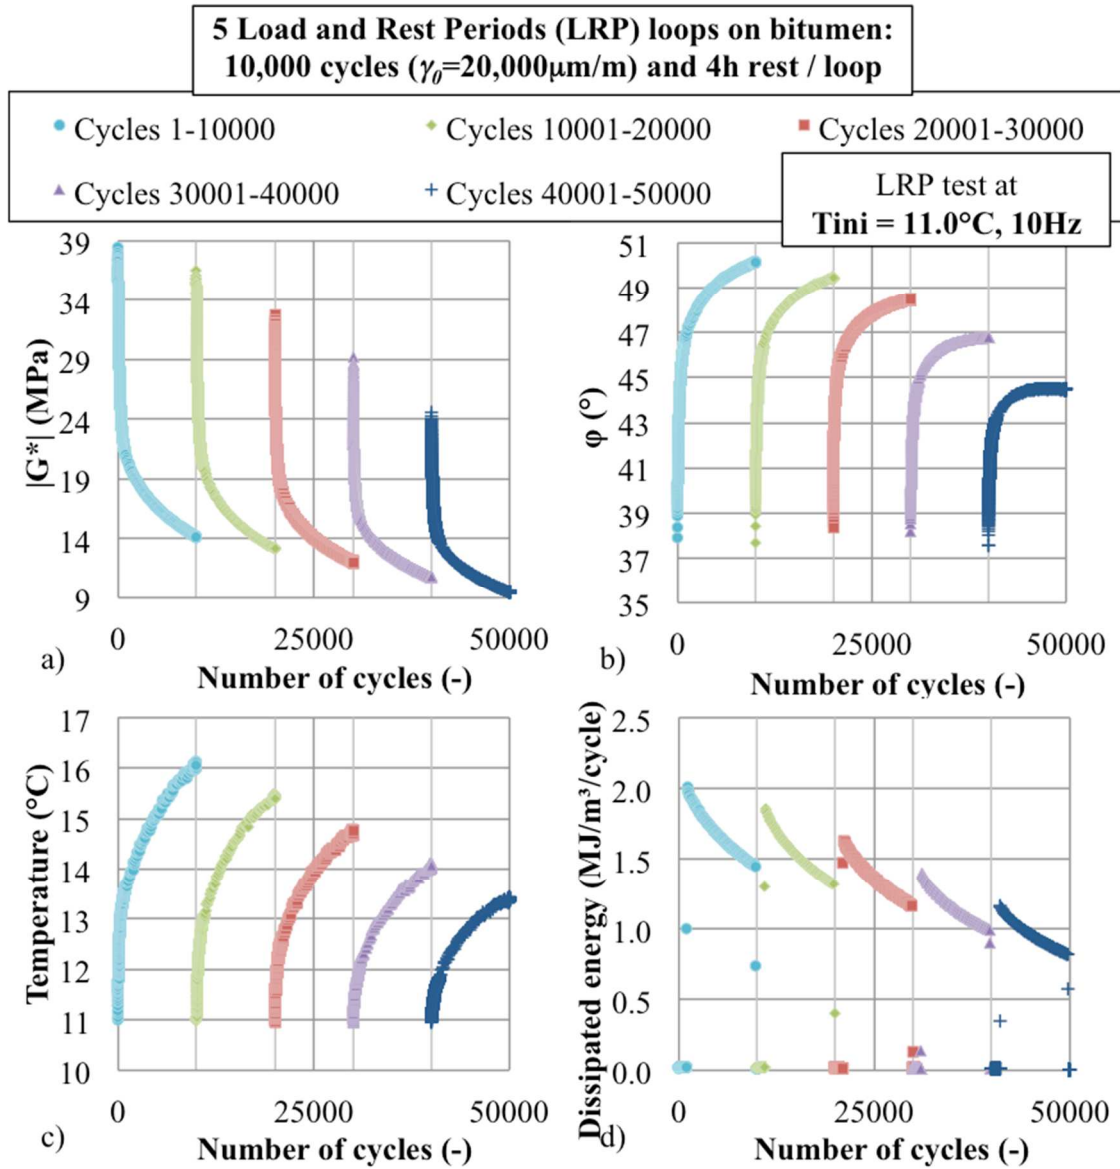 5 Load and Rest Periods (LRP) loops on bitumen:
10,000 cycles (γ0=20,000μm/m) and 4h rest / loop
Cycles 1-10000
Cycles 10001-20000
Cycles 20001-30000
Cycles 30001-40000
Cycles 40001-50000
LRP test at
Tini = 11.0°C, 10Hz
|G*| (MPa)
39
34
29
24
19
14
9
0
25000
50000
a)
Number of cycles (-)
φ (°)
51
49
47
45
43
41
39
37
35
0
25000
50000
b)
Number of cycles (-)
Temperature (°C)
17
16
15
14
13
12
11
10
0
25000
50000
c)
Number of cycles (-)
Dissipated energy (MJ/m³/cycle)
2.5
2.0
1.5
1.0
0.5
0.0
0
25000
50000
d)
Number of cycles (-)